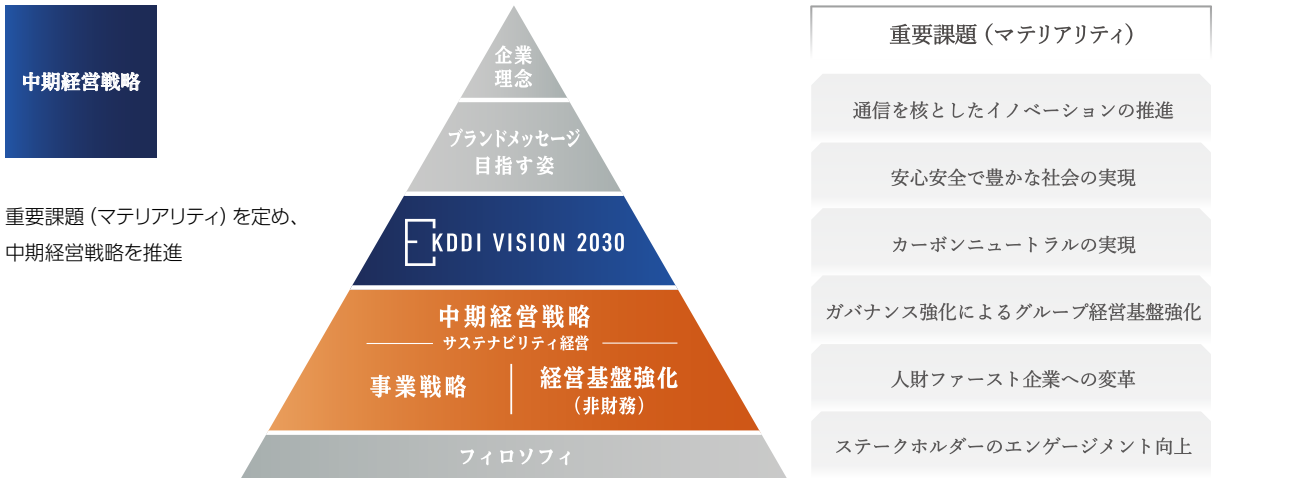 中期経営戦略
重要課題（マテリアリティ）を定め、
中期経営戦略を推進
企業
理念
ブランドメッセージ
目指す姿
KDDI VISION 2030
中期経営戦略
サステナビリティ経営
事業戦略
経営基盤強化
（非財務）
フィロソフィ
重要課題（マテリアリティ）
通信を核としたイノベーションの推進
安心安全で豊かな社会の実現
カーボンニュートラルの実現
ガバナンス強化によるグループ経営基盤強化
人財ファースト企業への変革
ステークホルダーのエンゲージメント向上